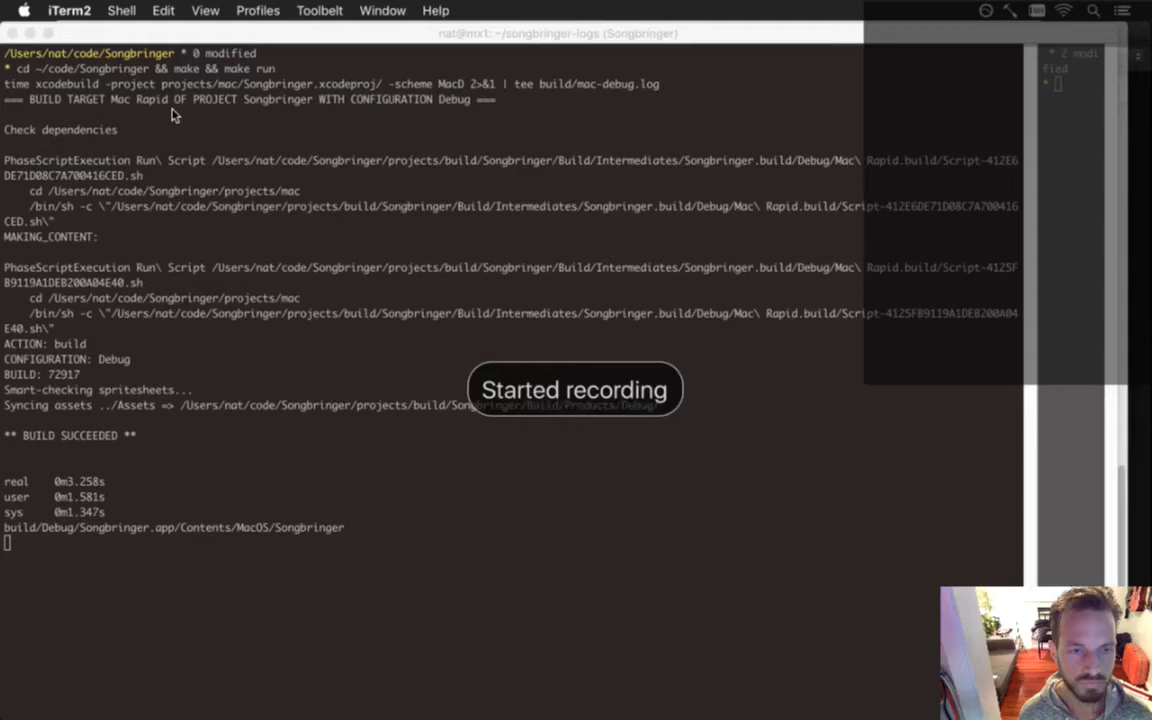 iTerm2 Shell Edit View Profiles Toolbelt Window Help
nat@mx1: ~/songbringer-logs (Songbringer)
/Users/nat/code/Songbringer * 0 modified
* cd ~/code/Songbringer && make && make run
time xcodebuild -project projects/mac/Songbringer.xcodeproj/ -scheme MacD 2>&1 | tee build/mac-debug.log
=== BUILD TARGET Mac Rapid OF PROJECT Songbringer WITH CONFIGURATION Debug ===
Check dependencies
PhaseScriptExecution Run\ Script /Users/nat/code/Songbringer/projects/build/Songbringer/Build/Intermediates/Songbringer.build/Debug/Mac\ Rapid.build/Script-412E6
DE71D08C7A700416CED.sh
cd /Users/nat/code/Songbringer/projects/mac
/bin/sh -c \"/Users/nat/code/Songbringer/projects/build/Songbringer/Build/Intermediates/Songbringer.build/Debug/Mac\ Rapid.build/Script-412E6DE71D08C7A700416
CED.sh\"
MAKING_CONTENT:
PhaseScriptExecution Run\ Script /Users/nat/code/Songbringer/projects/build/Songbringer/Build/Intermediates/Songbringer.build/Debug/Mac\ Rapid.build/Script-4125F
B9119A1DEB200A04E40.sh
cd /Users/nat/code/Songbringer/projects/mac
/bin/sh -c \"/Users/nat/code/Songbringer/projects/build/Songbringer/Build/Intermediates/Songbringer.build/Debug/Mac\ Rapid.build/Script-4125FB9119A1DEB200A04
E40.sh\"
ACTION: build
CONFIGURATION: Debug
BUILD: 72917
Smart-checking spritesheets...
Syncing assets ../Assets => /Users/nat/code/Songbringer/projects/build/Songbringer/Build/Products/Debug/
** BUILD SUCCEEDED **
real 0m3.258s
user 0m1.581s
sys 0m1.347s
build/Debug/Songbringer.app/Contents/MacOS/Songbringer
* 2 modi
fied
*
Started recording